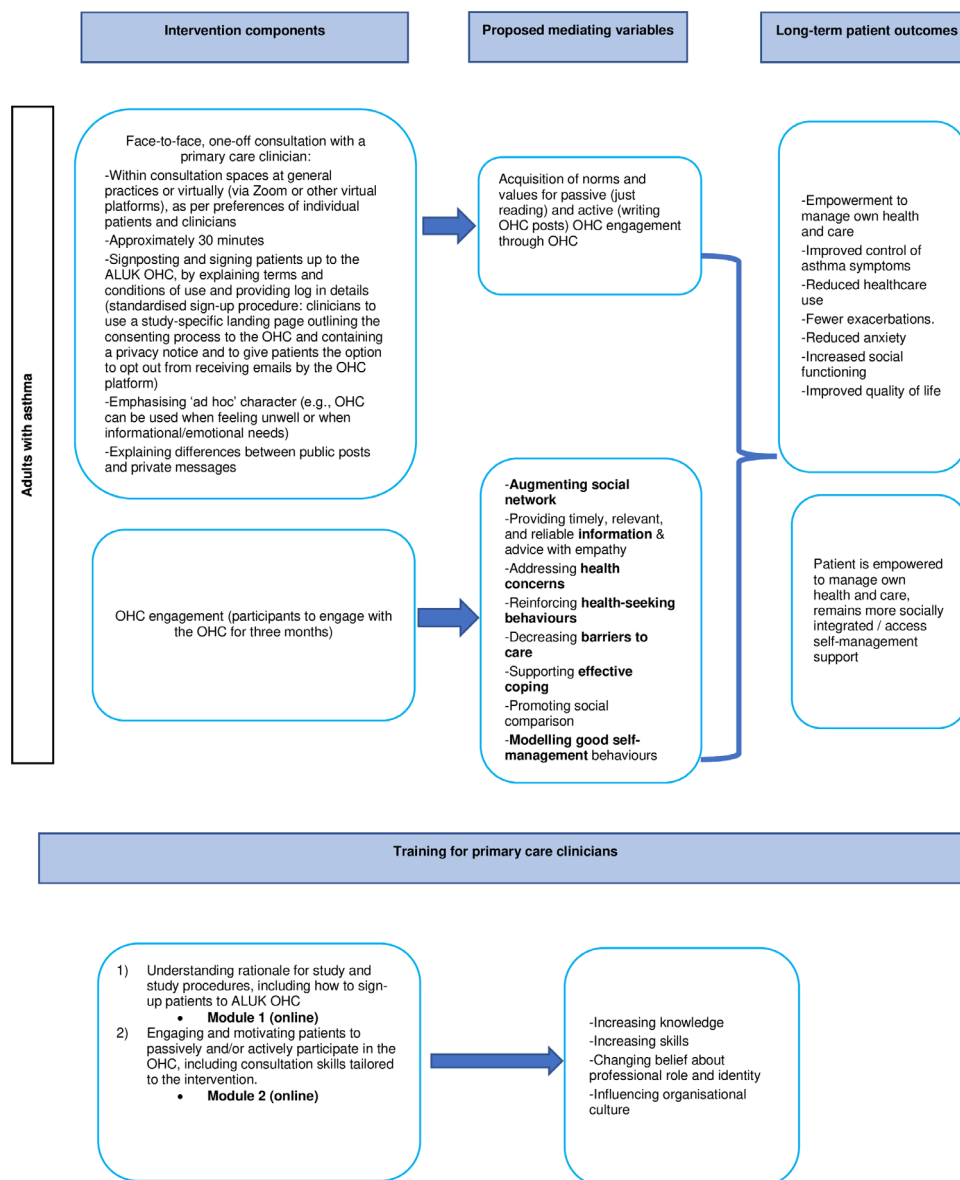 Intervention components
Proposed mediating variables
Long-term patient outcomes
Adults with asthma
Face-to-face, one-off consultation with a
primary care clinician:
-Within consultation spaces at general
practices or virtually (via Zoom or other virtual
platforms), as per preferences of individual
patients and clinicians
-Approximately 30 minutes
-Signposting and signing patients up to the
ALUK OHC, by explaining terms and
conditions of use and providing log in details
(standardised sign-up procedure: clinicians to
use a study-specific landing page outlining the
consenting process to the OHC and containing
a privacy notice and to give patients the option
to opt out from receiving emails by the OHC
platform)
-Emphasising ‘ad hoc’ character (e.g., OHC
can be used when feeling unwell or when
informational/emotional needs)
-Explaining differences between public posts
and private messages
Acquisition of norms and
values for passive (just
reading) and active (writing
OHC posts) OHC engagement
through OHC
-Empowerment to
manage own health
and care
-Improved control of
asthma symptoms
-Reduced healthcare
use
-Fewer exacerbations.
-Reduced anxiety
-Increased social
functioning
-Improved quality of life
OHC engagement (participants to engage with
the OHC for three months)
-Augmenting social
network
-Providing timely, relevant,
and reliable information &
advice with empathy
-Addressing health
concerns
-Reinforcing health-seeking
behaviours
-Decreasing barriers to
care
-Supporting effective
coping
-Promoting social
comparison
-Modelling good self-
management behaviours
Patient is empowered
to manage own
health and care,
remains more socially
integrated / access
self-management
support
Training for primary care clinicians
1) Understanding rationale for study and
study procedures, including how to sign-
up patients to ALUK OHC
• Module 1 (online)
2) Engaging and motivating patients to
passively and/or actively participate in the
OHC, including consultation skills tailored
to the intervention.
• Module 2 (online)
-Increasing knowledge
-Increasing skills
-Changing belief about
professional role and identity
-Influencing organisational
culture